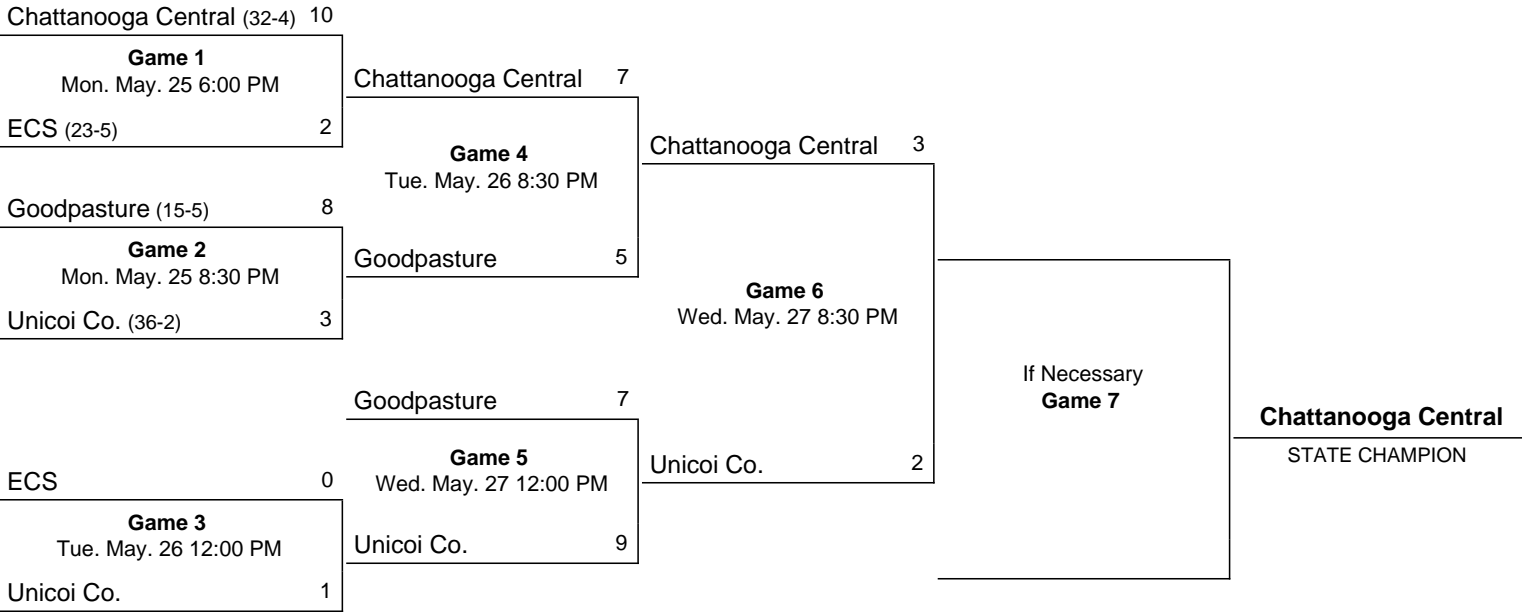 Chattanooga Central (32-4) 10
Game 1
Mon. May. 25 6:00 PM
ECS (23-5) 2
Goodpasture (15-5) 8
Game 2
Mon. May. 25 8:30 PM
Unicoi Co. (36-2) 3
ECS 0
Game 3
Tue. May. 26 12:00 PM
Unicoi Co. 1
Chattanooga Central 7
Game 4
Tue. May. 26 8:30 PM
Goodpasture 5
Goodpasture 7
Game 5
Wed. May. 27 12:00 PM
Unicoi Co. 9
Chattanooga Central 3
Game 6
Wed. May. 27 8:30 PM
Unicoi Co. 2
If Necessary
Game 7
Chattanooga Central
STATE CHAMPION